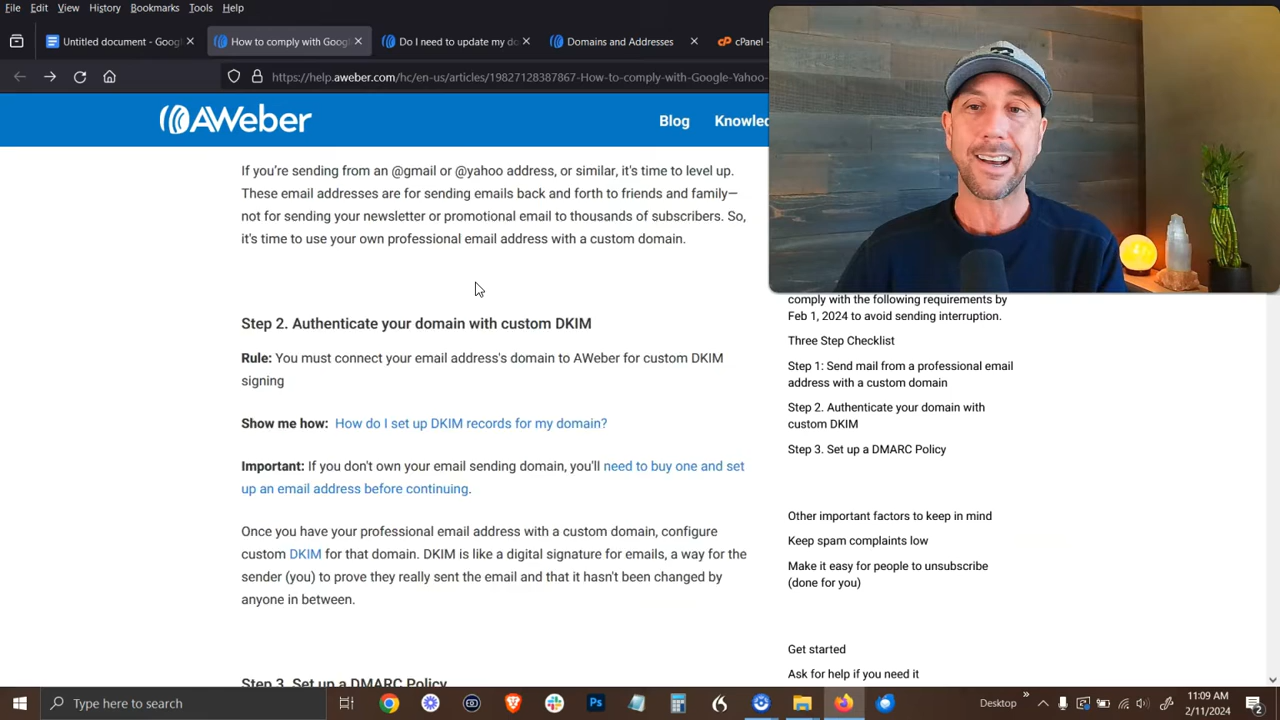 File Edit View History Bookmarks Tools Help
Untitled document - Googl
How to comply with Googl
Do I need to update my do
Domains and Addresses
cPanel -
https://help.aweber.com/hc/en-us/articles/19827128387867-How-to-comply-with-Google-Yahoo-
AWeber
Blog
Knowled
If you're sending from an @gmail or @yahoo address, or similar, it's time to level up.
These email addresses are for sending emails back and forth to friends and family—
not for sending your newsletter or promotional email to thousands of subscribers. So,
it's time to use your own professional email address with a custom domain.
Step 2. Authenticate your domain with custom DKIM
Rule: You must connect your email address's domain to AWeber for custom DKIM
signing
Show me how: How do I set up DKIM records for my domain?
Important: If you don't own your email sending domain, you'll need to buy one and set
up an email address before continuing.
Once you have your professional email address with a custom domain, configure
custom DKIM for that domain. DKIM is like a digital signature for emails, a way for the
sender (you) to prove they really sent the email and that it hasn't been changed by
anyone in between.
Step 3. Set up a DMARC Policy
comply with the following requirements by
Feb 1, 2024 to avoid sending interruption.
Three Step Checklist
Step 1: Send mail from a professional email
address with a custom domain
Step 2. Authenticate your domain with
custom DKIM
Step 3. Set up a DMARC Policy
Other important factors to keep in mind
Keep spam complaints low
Make it easy for people to unsubscribe
(done for you)
Get started
Ask for help if you need it
Type here to search
Desktop
11:09 AM
2/11/2024
2